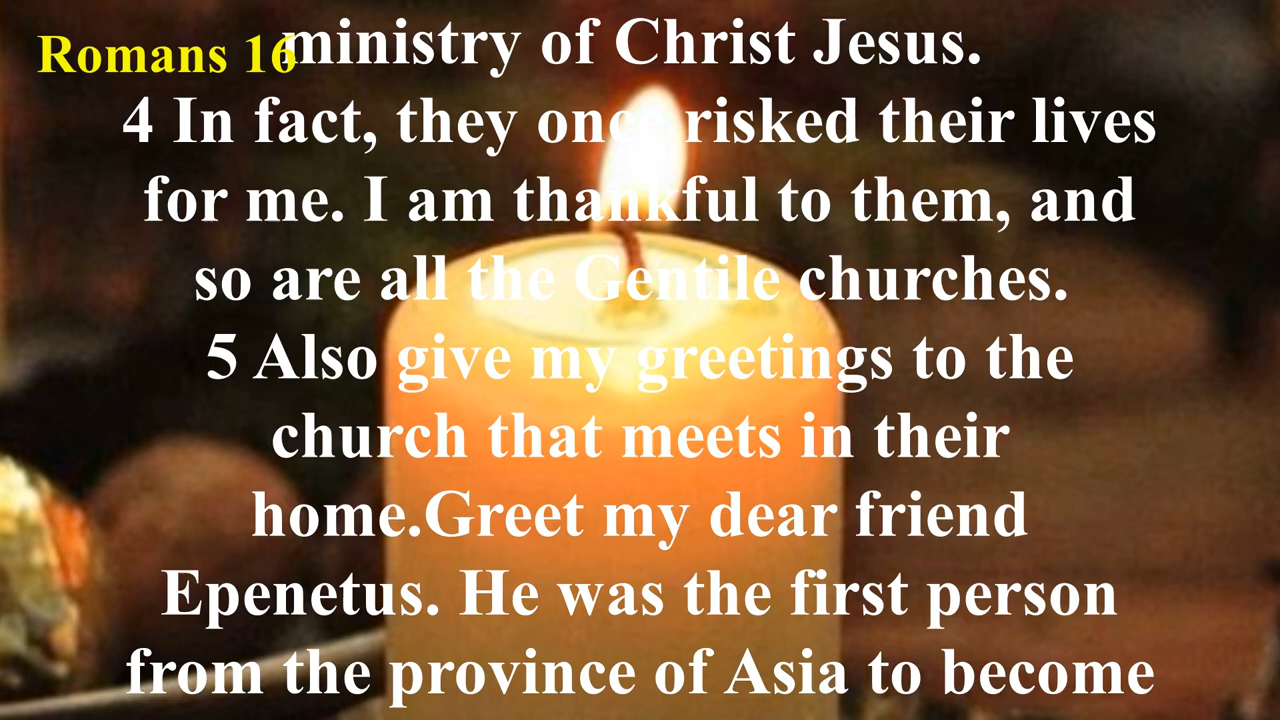 Romans 16
ministry of Christ Jesus.
4 In fact, they once risked their lives
for me. I am thankful to them, and
so are all the Gentile churches.
5 Also give my greetings to the
church that meets in their
home.Greet my dear friend
Epenetus. He was the first person
from the province of Asia to become